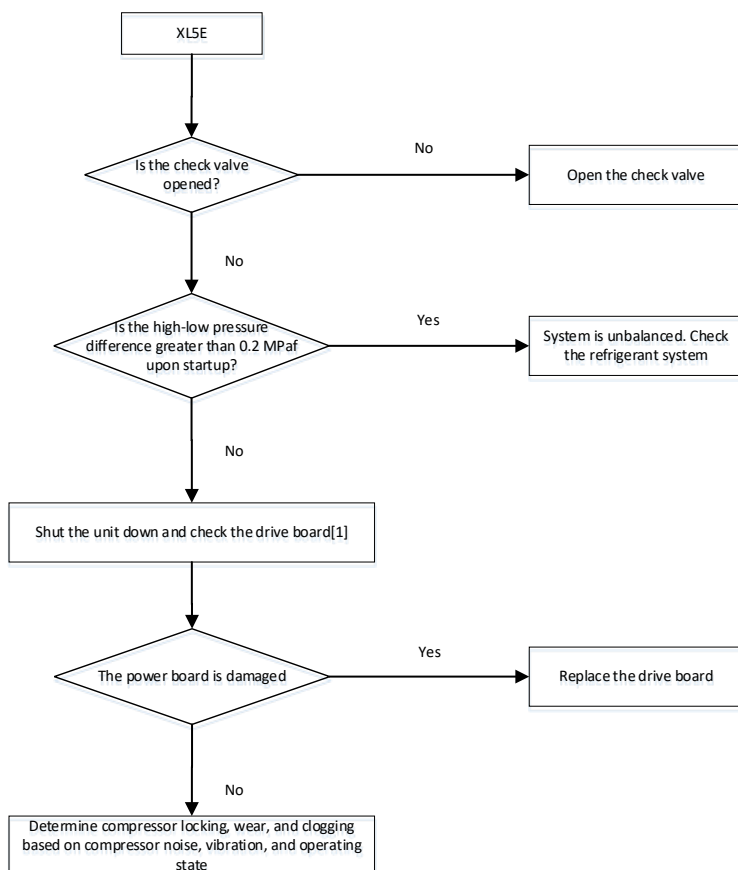 XL5E
Is the check valve
opened?
No
Open the check valve
No
Is the high-low pressure
difference greater than 0.2 MPaf
upon startup?
Yes
System is unbalanced. Check
the refrigerant system
No
Shut the unit down and check the drive board[1]
The power board is damaged
Yes
Replace the drive board
No
Determine compressor locking, wear, and clogging
based on compressor noise, vibration, and operating
state